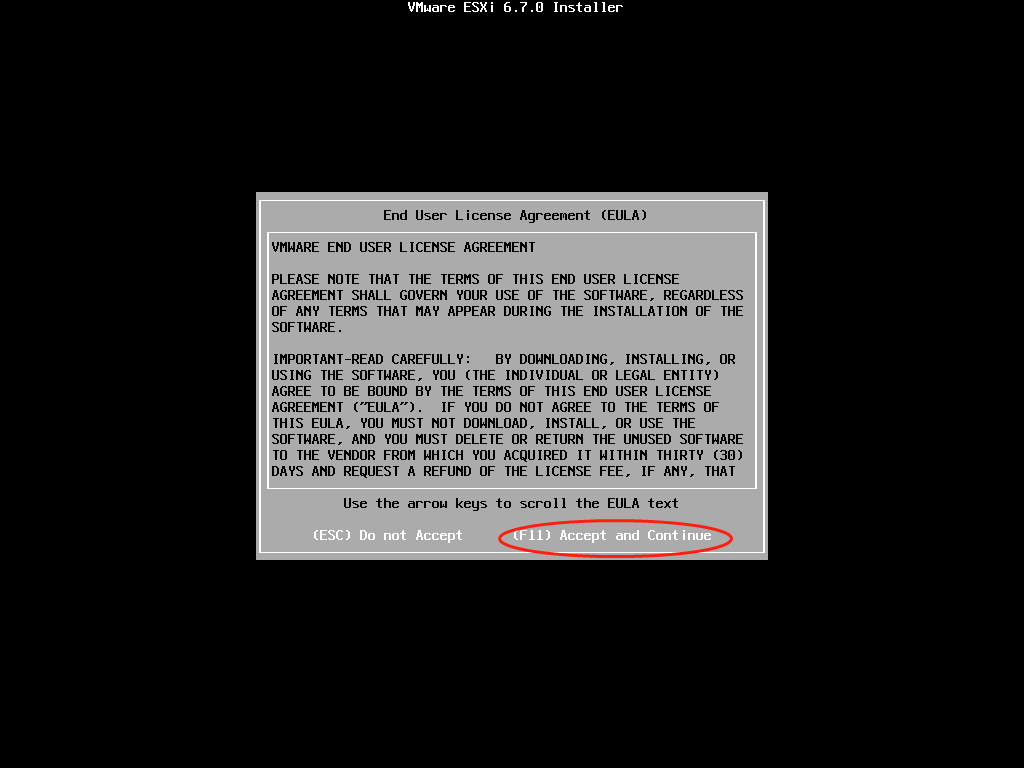 VMware ESXi 6.7.0 Installer
End User License Agreement (EULA)
VMWARE END USER LICENSE AGREEMENT
PLEASE NOTE THAT THE TERMS OF THIS END USER LICENSE
AGREEMENT SHALL GOVERN YOUR USE OF THE SOFTWARE, REGARDLESS
OF ANY TERMS THAT MAY APPEAR DURING THE INSTALLATION OF THE
SOFTWARE.
IMPORTANT-READ CAREFULLY:   BY DOWNLOADING, INSTALLING, OR
USING THE SOFTWARE, YOU (THE INDIVIDUAL OR LEGAL ENTITY)
AGREE TO BE BOUND BY THE TERMS OF THIS END USER LICENSE
AGREEMENT ("EULA").  IF YOU DO NOT AGREE TO THE TERMS OF
THIS EULA, YOU MUST NOT DOWNLOAD, INSTALL, OR USE THE
SOFTWARE, AND YOU MUST DELETE OR RETURN THE UNUSED SOFTWARE
TO THE VENDOR FROM WHICH YOU ACQUIRED IT WITHIN THIRTY (30)
DAYS AND REQUEST A REFUND OF THE LICENSE FEE, IF ANY, THAT
Use the arrow keys to scroll the EULA text
(ESC) Do not Accept (F11) Accept and Continue